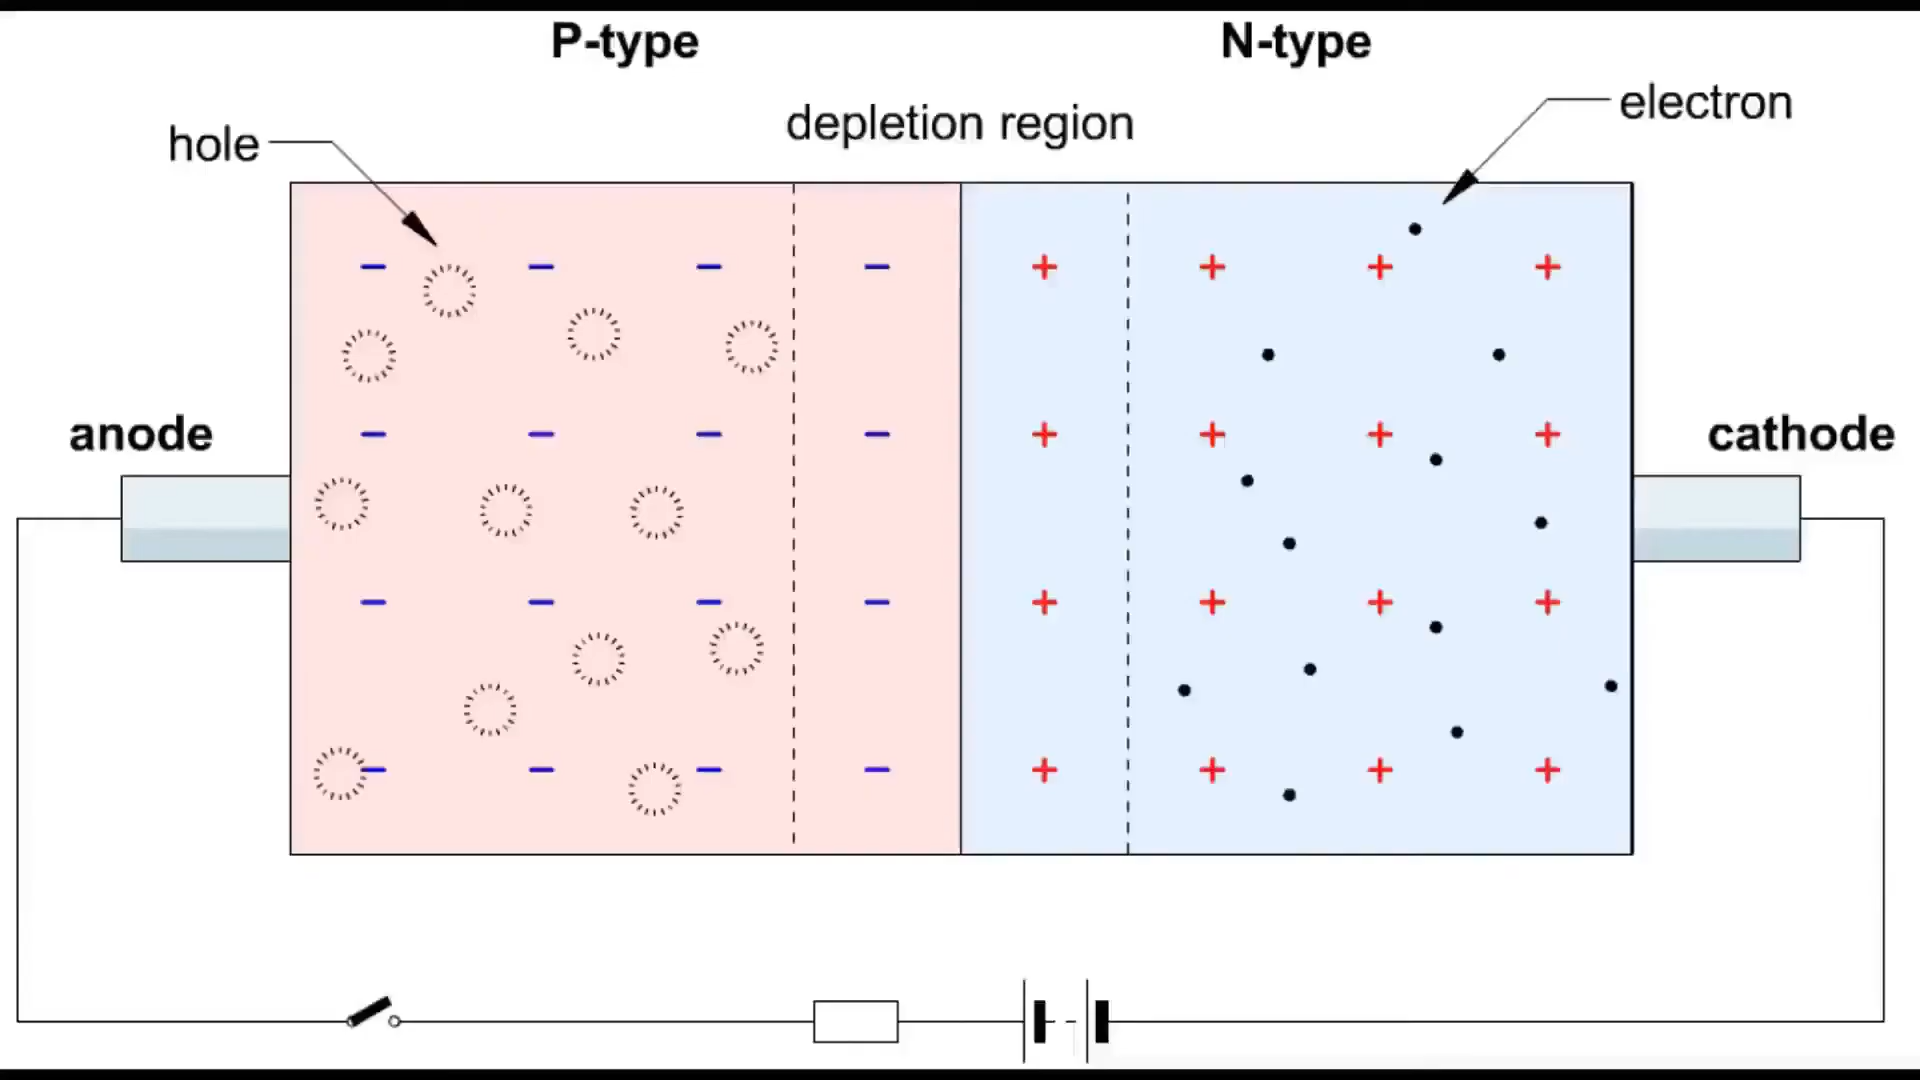 P-type
N-type
depletion region
electron
hole
anode
cathode